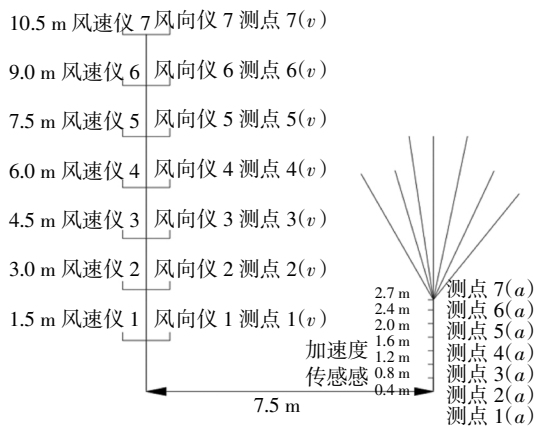 10.5 m 风速仪 7 风向仪 7 测点 7(v)
9.0 m 风速仪 6 风向仪 6 测点 6(v)
7.5 m 风速仪 5 风向仪 5 测点 5(v)
6.0 m 风速仪 4 风向仪 4 测点 4(v)
4.5 m 风速仪 3 风向仪 3 测点 3(v)
3.0 m 风速仪 2 风向仪 2 测点 2(v)
1.5 m 风速仪 1 风向仪 1 测点 1(v)
7.5 m
加速度
传感感
2.7 m
2.4 m
2.0 m
1.6 m
1.2 m
0.8 m
0.4 m
测点 7(a)
测点 6(a)
测点 5(a)
测点 4(a)
测点 3(a)
测点 2(a)
测点 1(a)